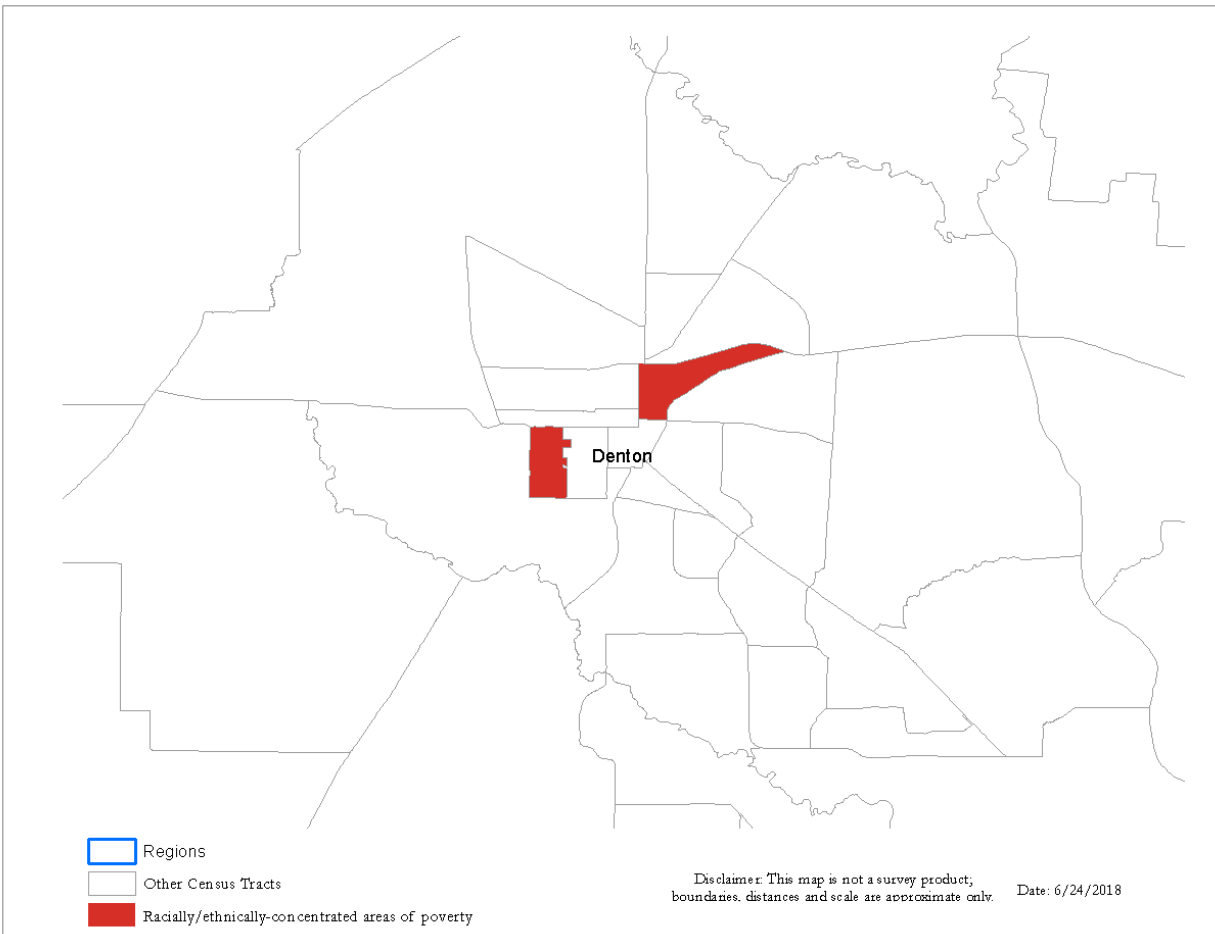 Denton
Regions
Other Census Tracts
Racially/ethnically-concentrated areas of poverty
Disclaimer: This map is not a survey product;
boundaries, distances and scale are approximate only.
Date: 6/24/2018